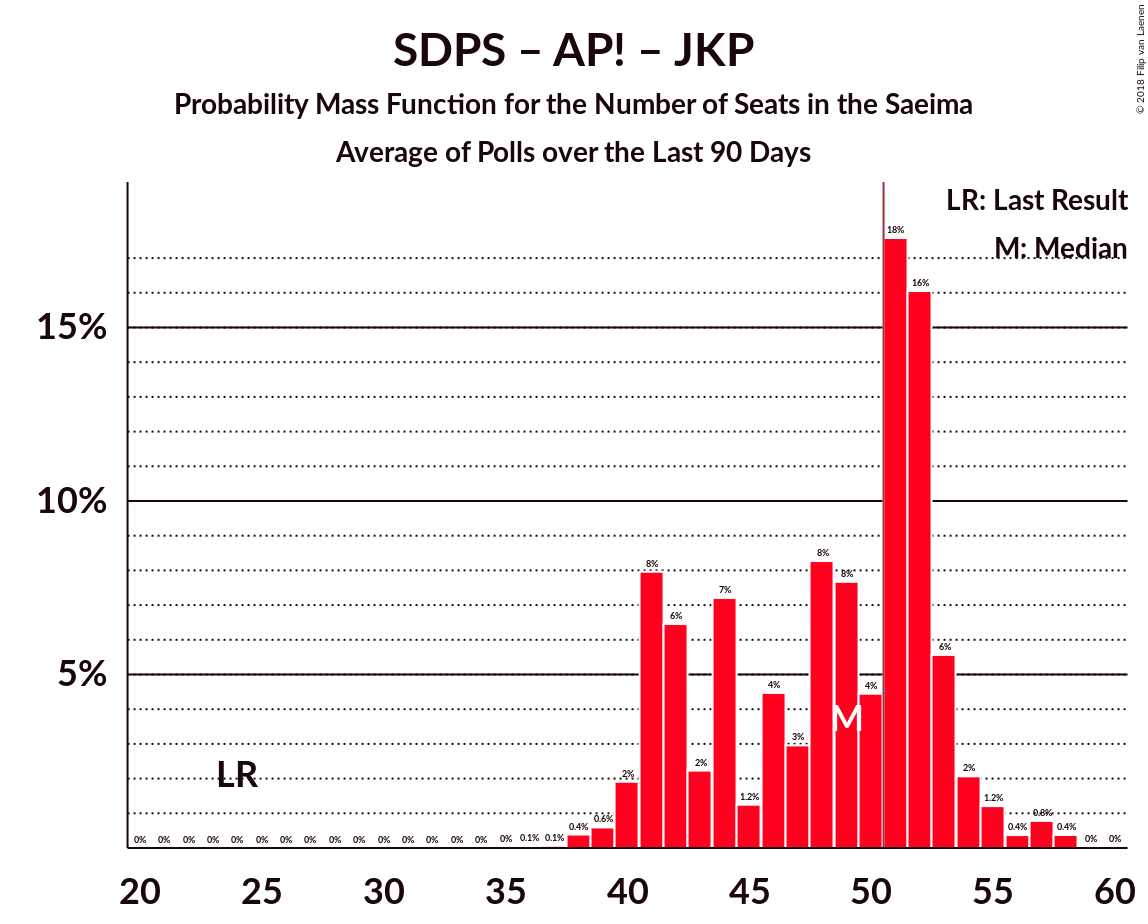 SDPS – AP! – JKP
Probability Mass Function for the Number of Seats in the Saeima
Average of Polls over the Last 90 Days
© 2018 Filip van Laenen
LR: Last Result
M: Median
15%
10%
5%
0% 0% 0% 0% 0% 0% 0% 0% 0% 0% 0% 0% 0% 0% 0% 0% 0.1% 0.1% 0.4% 0.6% 2% 8% 6% 2% 7% 1.2% 4% 3% 8% 8% 4% 18% 16% 6% 2% 1.2% 0.4% 0.8% 0.4% 0% 0%
M
LR
20 25 30 35 40 45 50 55 60